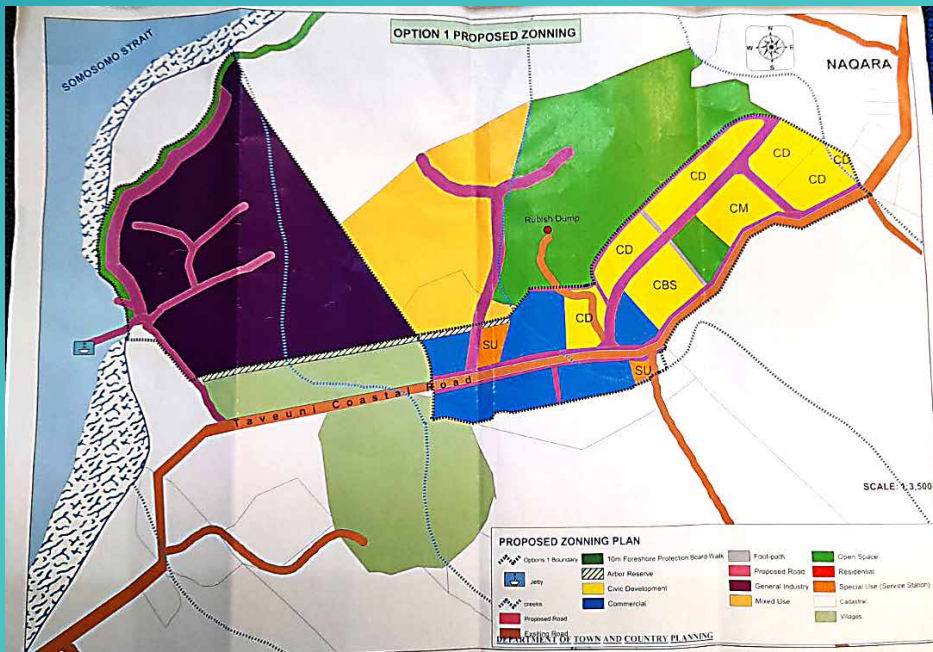 OPTION 1 PROPOSED ZONNING
SOMOSOMO STRAIT
N
W E
S
NAQARA
CD
CD
CD
CD
CM
Rubish Dump
CD
CBS
CD
SU
SU
Taveuni Coastal Road
SCALE: 1:3,500
PROPOSED ZONNING PLAN
Options 1 Boundary
Jetty
creeks
Proposed Road
Existing Road
10m Foreshore Protection Board-Walk
Arbor Reserve
Civic Development
Commercial
Foot-path
Proposed Road
General Industry
Mixed Use
Open Space
Residential
Special Use (Service Station)
Cadastral
Villages
DEPARTMENT OF TOWN AND COUNTRY PLANNING